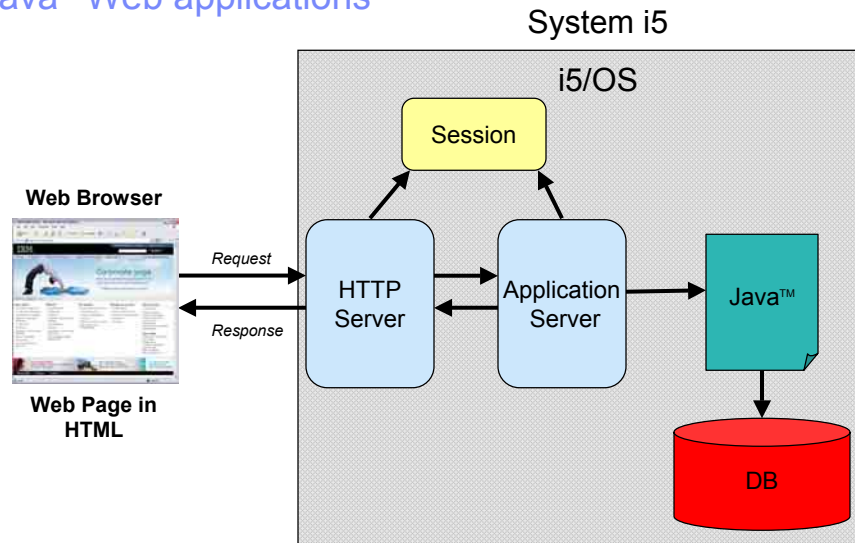 ava Web applications
System i5
i5/OS
Session
Web Browser
IBM
Request
Response
HTTP
Server
Application
Server
Java™
Web Page in
HTML
DB